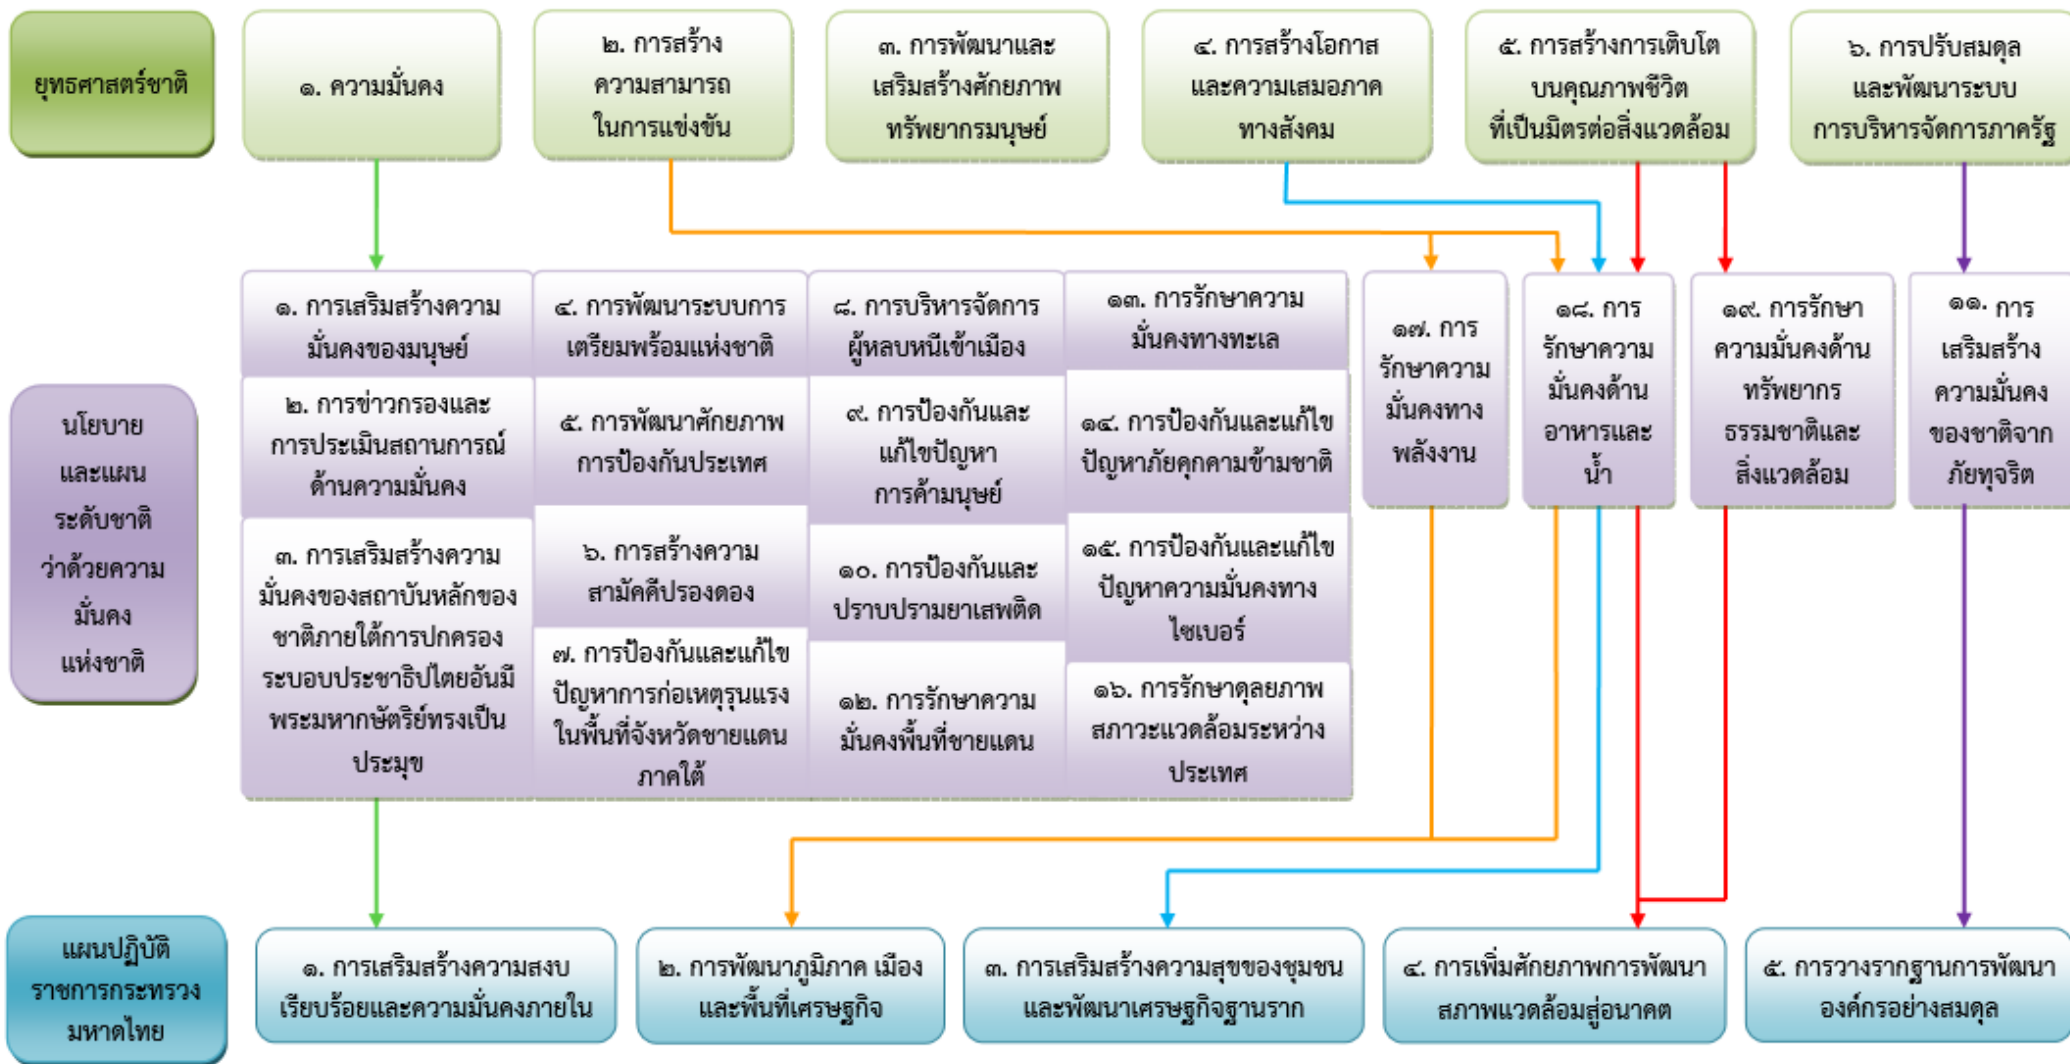 ยุทธศาสตร์ชาติ
๑. ความมั่นคง
๒. การสร้าง
ความสามารถ
ในการแข่งขัน
๓. การพัฒนาและ
เสริมสร้างศักยภาพ
ทรัพยากรมนุษย์
๔. การสร้างโอกาส
และความเสมอภาค
ทางสังคม
๕. การสร้างการเติบโต
บนคุณภาพชีวิต
ที่เป็นมิตรต่อสิ่งแวดล้อม
๖. การปรับสมดุล
และพัฒนาระบบ
การบริหารจัดการภาครัฐ
นโยบาย
และแผน
ระดับชาติ
ว่าด้วยความ
มั่นคง
แห่งชาติ
๑. การเสริมสร้างความ
มั่นคงของมนุษย์
๒. การข่าวกรองและ
การประเมินสถานการณ์
ด้านความมั่นคง
๓. การเสริมสร้างความ
มั่นคงของสถาบันหลักของ
ชาติภายใต้การปกครอง
ระบอบประชาธิปไตยอันมี
พระมหากษัตริย์ทรงเป็น
ประมุข
๔. การพัฒนาระบบการ
เตรียมพร้อมแห่งชาติ
๕. การพัฒนาศักยภาพ
การป้องกันประเทศ
๖. การสร้างความ
สามัคคีปรองดอง
๗. การป้องกันและแก้ไข
ปัญหาการก่อเหตุรุนแรง
ในพื้นที่จังหวัดชายแดน
ภาคใต้
๘. การบริหารจัดการ
ผู้หลบหนีเข้าเมือง
๙. การป้องกันและ
แก้ไขปัญหา
การค้ามนุษย์
๑๐. การป้องกันและ
ปราบปรามยาเสพติด
๑๒. การรักษาความ
มั่นคงพื้นที่ชายแดน
๑๓. การรักษาความ
มั่นคงทางทะเล
๑๔. การป้องกันและแก้ไข
ปัญหาภัยคุกคามข้ามชาติ
๑๕. การป้องกันและแก้ไข
ปัญหาความมั่นคงทาง
ไซเบอร์
๑๖. การรักษาดุลยภาพ
สภาวะแวดล้อมระหว่าง
ประเทศ
๑๗. การ
รักษาความ
มั่นคงทาง
พลังงาน
๑๘. การ
รักษาความ
มั่นคงด้าน
อาหารและ
น้ำ
๑๙. การรักษา
ความมั่นคงด้าน
ทรัพยากร
ธรรมชาติและ
สิ่งแวดล้อม
๑๑. การ
เสริมสร้าง
ความมั่นคง
ของชาติจาก
ภัยทุจริต
แผนปฏิบัติ
ราชการกระทรวง
มหาดไทย
๑. การเสริมสร้างความสงบ
เรียบร้อยและความมั่นคงภายใน
๒. การพัฒนาภูมิภาค เมือง
และพื้นที่เศรษฐกิจ
๓. การเสริมสร้างความสุขของชุมชน
และพัฒนาเศรษฐกิจฐานราก
๔. การเพิ่มศักยภาพการพัฒนา
สภาพแวดล้อมสู่อนาคต
๕. การวางรากฐานการพัฒนา
องค์กรอย่างสมดุล